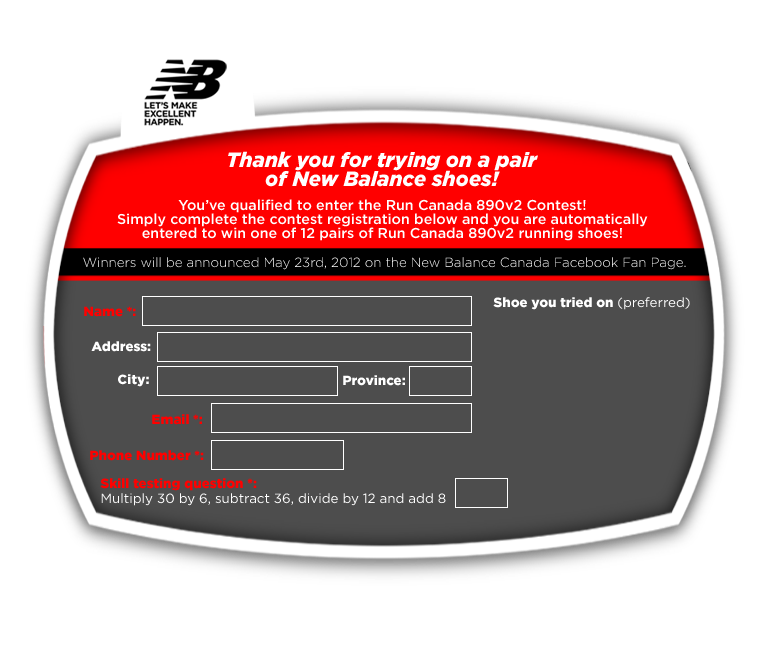 NB
LET'S MAKE
EXCELLENT
HAPPEN.
Thank you for trying on a pair
of New Balance shoes!
You've qualified to enter the Run Canada 890v2 Contest!
Simply complete the contest registration below and you are automatically
entered to win one of 12 pairs of Run Canada 890v2 running shoes!
Winners will be announced May 23rd, 2012 on the New Balance Canada Facebook Fan Page.
Name *:
Shoe you tried on (preferred)
Address:
City: Province:
Email *:
Phone Number *:
Skill testing question *:
Multiply 30 by 6, subtract 36, divide by 12 and add 8